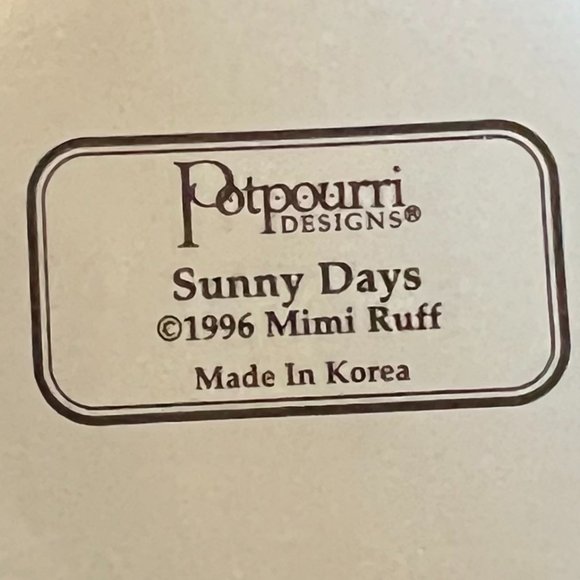 Potpourri
DESIGNS®
Sunny Days
©1996 Mimi Ruff
Made In Korea